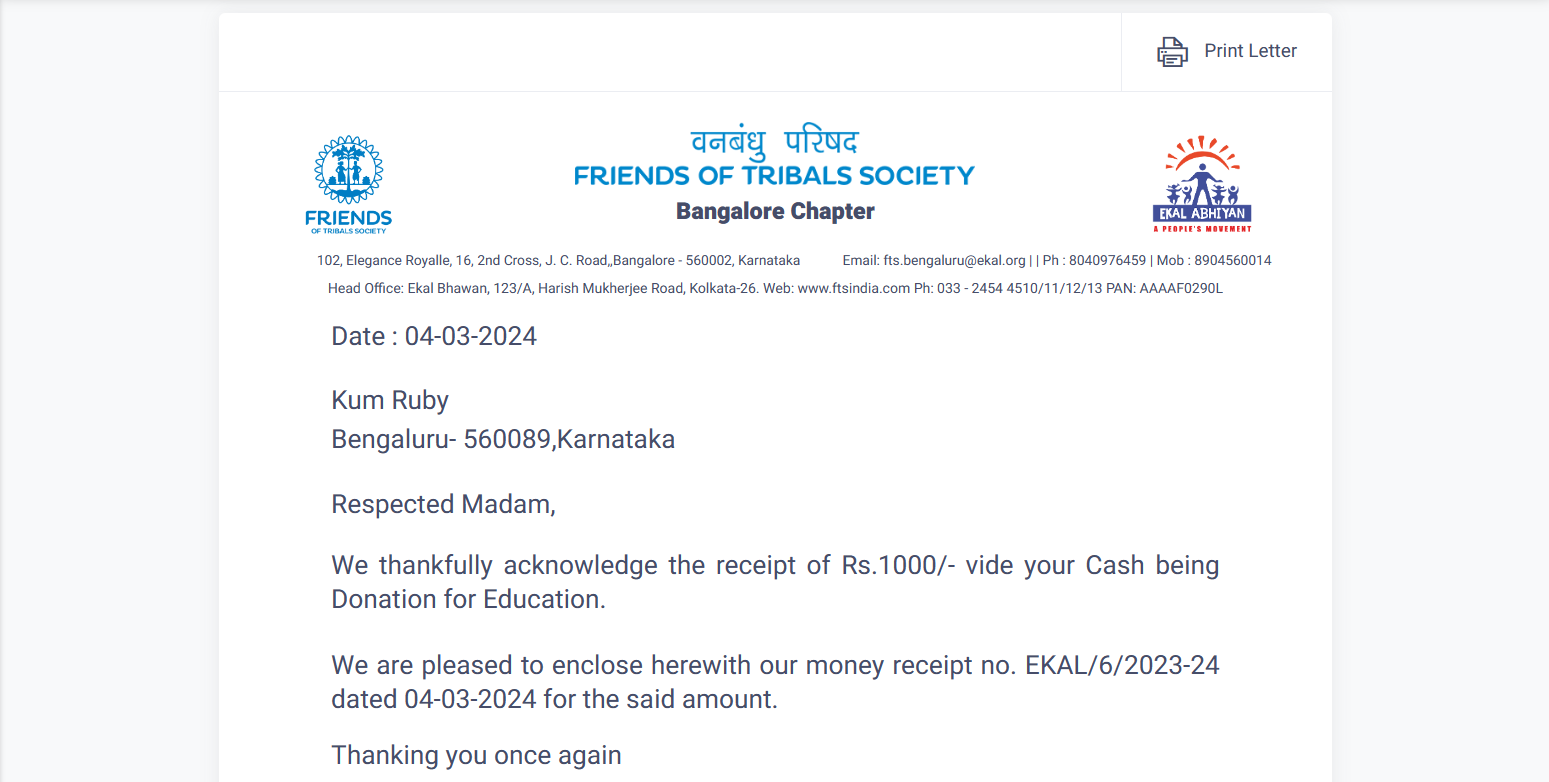 Print Letter
वनबंधु परिषद
FRIENDS OF TRIBALS SOCIETY
Bangalore Chapter
FRIENDS
OF TRIBALS SOCIETY
EKAL ABHIYAN
A PEOPLE'S MOVEMENT
102, Elegance Royalle, 16, 2nd Cross, J. C. Road,,Bangalore - 560002, Karnataka Email: fts.bengaluru@ekal.org | | Ph : 8040976459 | Mob : 8904560014
Head Office: Ekal Bhawan, 123/A, Harish Mukherjee Road, Kolkata-26. Web: www.ftsindia.com Ph: 033 - 2454 4510/11/12/13 PAN: AAAAF0290L
Date : 04-03-2024
Kum Ruby
Bengaluru- 560089,Karnataka
Respected Madam,
We thankfully acknowledge the receipt of Rs.1000/- vide your Cash being
Donation for Education.
We are pleased to enclose herewith our money receipt no. EKAL/6/2023-24
dated 04-03-2024 for the said amount.
Thanking you once again